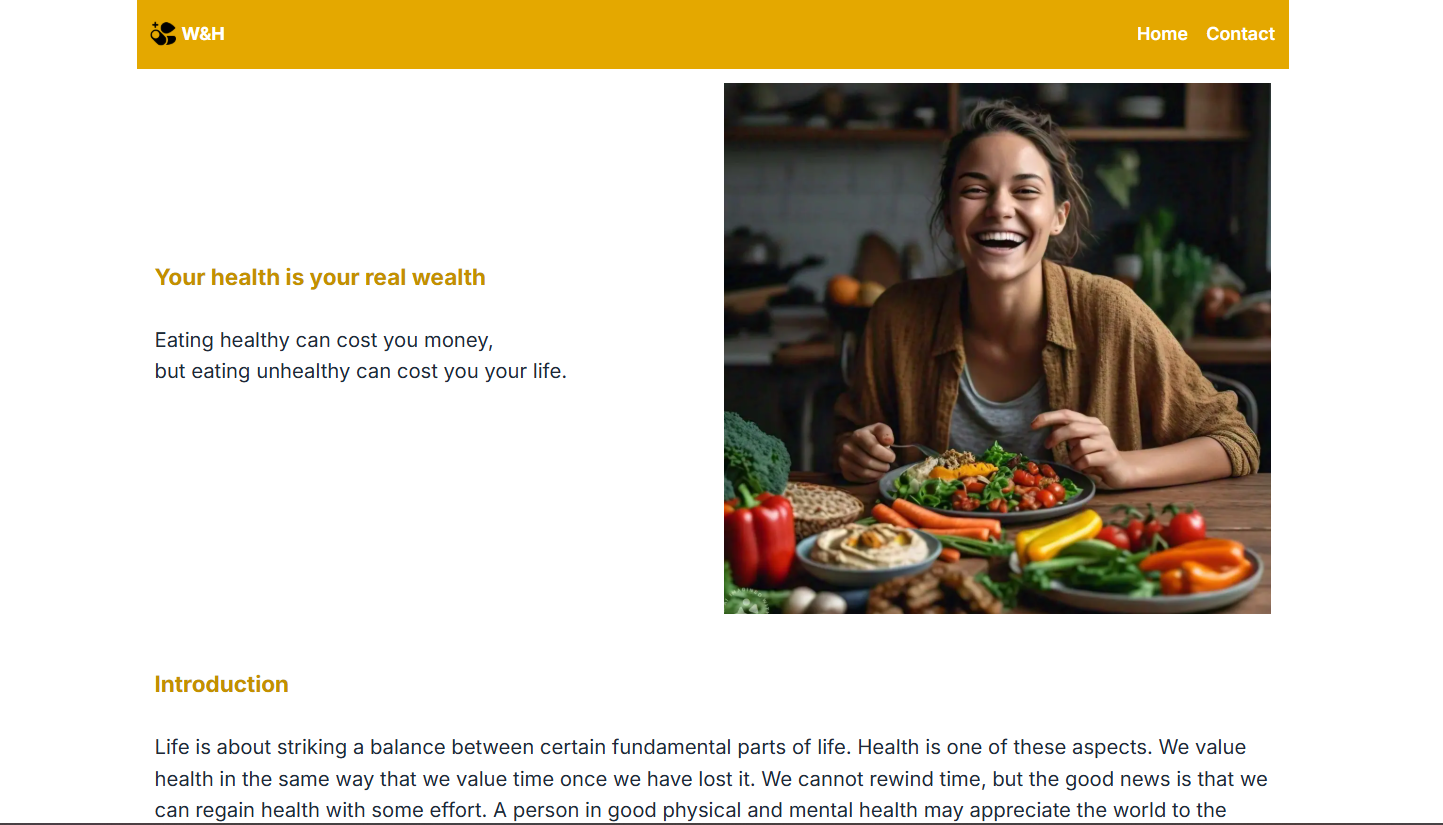 W&H
Home Contact
Your health is your real wealth
Eating healthy can cost you money,
but eating unhealthy can cost you your life.
Introduction
Life is about striking a balance between certain fundamental parts of life. Health is one of these aspects. We value
health in the same way that we value time once we have lost it. We cannot rewind time, but the good news is that we
can regain health with some effort. A person in good physical and mental health may appreciate the world to the